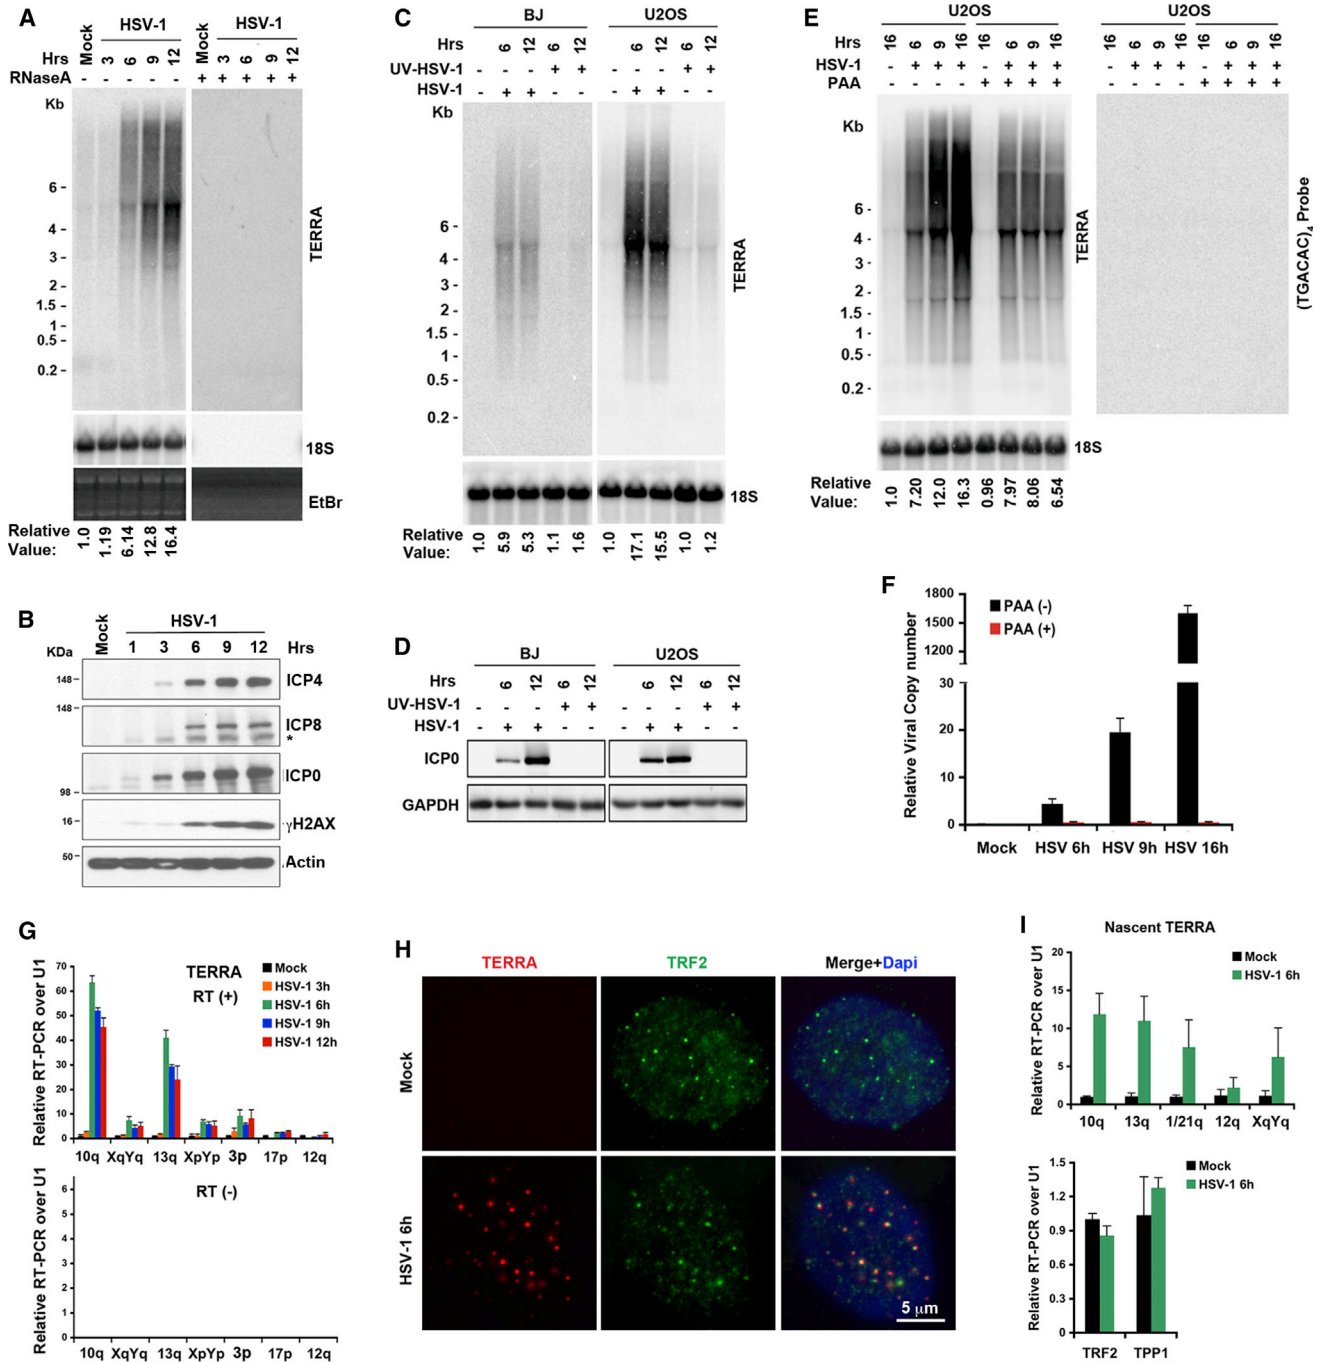 A
HSV-1 HSV-1
Hrs Mock 3 6 9 12 Mock 3 6 9 12
RNaseA - - - - - + + + + +
Kb
6 -
4 -
3 -
2 -
1.5 -
1 -
0.5 -
0.2 -
TERRA
18S
EtBr
Relative
Value: 1.0 1.19 6.14 12.8 16.4
B
HSV-1
KDa Mock 1 3 6 9 12 Hrs
148 ICP4
148 ICP8
*
ICP0
98
16 γH2AX
50 Actin
C
BJ U2OS
Hrs 6 12 6 12 6 12 6 12
UV-HSV-1 - - - + + - - - + +
HSV-1 - + + - - - + + - -
Kb
6 -
4 -
3 -
2 -
1.5 -
1 -
0.5 -
0.2 -
TERRA
18S
Relative
Value: 1.0 5.9 5.3 1.1 1.6 1.0 17.1 15.5 1.0 1.2
D
BJ U2OS
Hrs 6 12 6 12 6 12 6 12
UV-HSV-1 - - - + + - - - + +
HSV-1 - + + - - - + + - -
ICP0
GAPDH
E
U2OS U2OS
Hrs 16 6 9 16 16 6 9 16 16 6 9 16 16 6 9 16
HSV-1 - + + + - + + + - + + + - + + +
PAA - - - - + + + + - - - - + + + +
Kb
6 -
4 -
3 -
2 -
1.5 -
1 -
0.5 -
0.2 -
TERRA
(TGACAC)4 Probe
18S
Relative
Value: 1.0 7.20 12.0 16.3 0.96 7.97 8.06 6.54
F
Relative Viral Copy number
1800
1500
1200
30
20
10
0
PAA (-)
PAA (+)
Mock HSV 6h HSV 9h HSV 16h
G
Relative RT-PCR over U1
70
60
50
40
30
20
10
0
TERRA
RT (+)
Mock
HSV-1 3h
HSV-1 6h
HSV-1 9h
HSV-1 12h
10q XqYq 13q XpYp 3p 17p 12q
RT (-)
Relative RT-PCR over U1
6
5
4
3
2
1
0
10q XqYq 13q XpYp 3p 17p 12q
H
TERRA TRF2 Merge+Dapi
Mock
HSV-1 6h
5 μm
I
Nascent TERRA
Relative RT-PCR over U1
20
15
10
5
0
Mock
HSV-1 6h
10q 13q 1/21q 12q XqYq
Relative RT-PCR over U1
1.5
1.2
0.9
0.6
0.3
0
Mock
HSV-1 6h
TRF2 TPP1